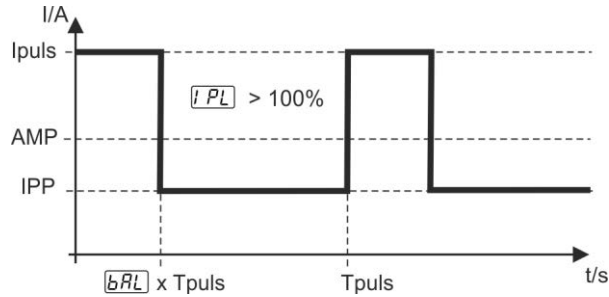 I/A
Ipuls
IPL > 100%
AMP
IPP
bAL x Tpuls
Tpuls
t/s